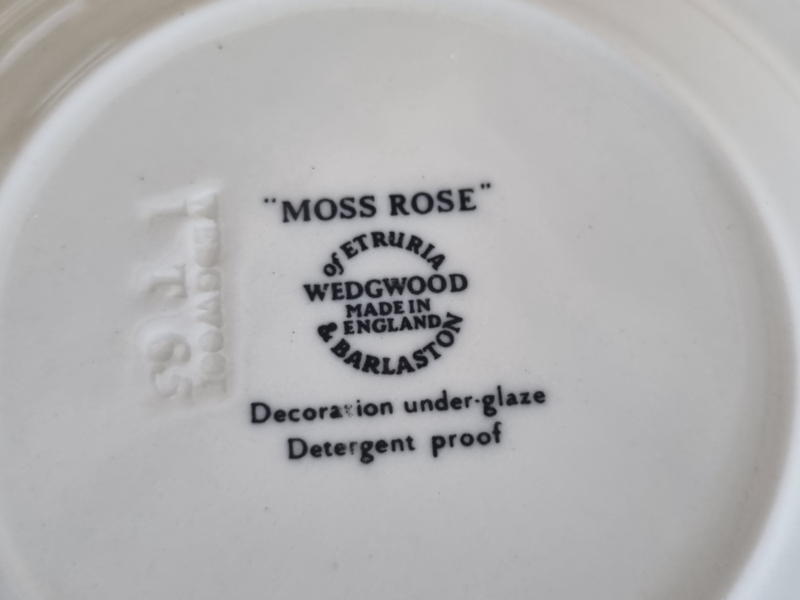 "MOSS ROSE"
of ETRURIA
WEDGWOOD
MADE IN
ENGLAND
& BARLASTON
Decoration under-glaze
Detergent proof
WEDGWOOD
65